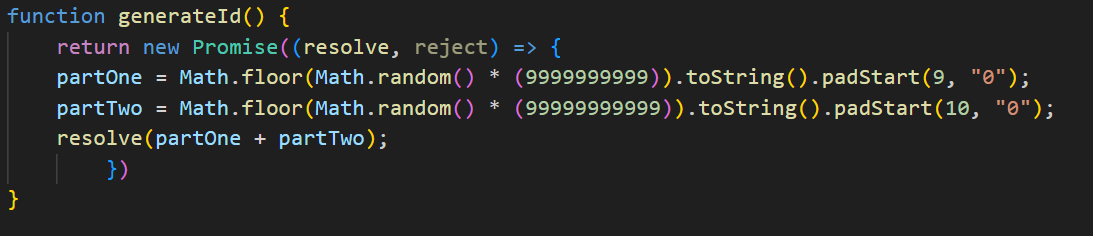 function generateId() {
    return new Promise((resolve, reject) => {
    partOne = Math.floor(Math.random() * (9999999999)).toString().padStart(9, "0");
    partTwo = Math.floor(Math.random() * (99999999999)).toString().padStart(10, "0");
    resolve(partOne + partTwo);
        })
}